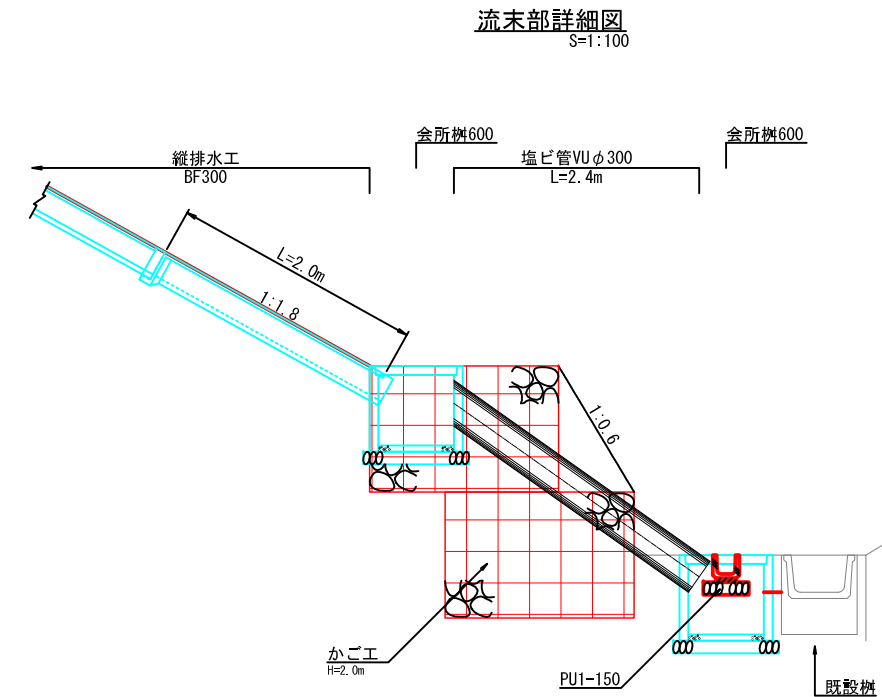 流末部詳細図
S=1:100
会所桝600
会所桝600
縦排水工
BF300
塩ビ管VUφ300
L=2.4m
L=2.0m
1:1.8
1:0.6
かご工
H=2.0m
PU1-150
既設桝